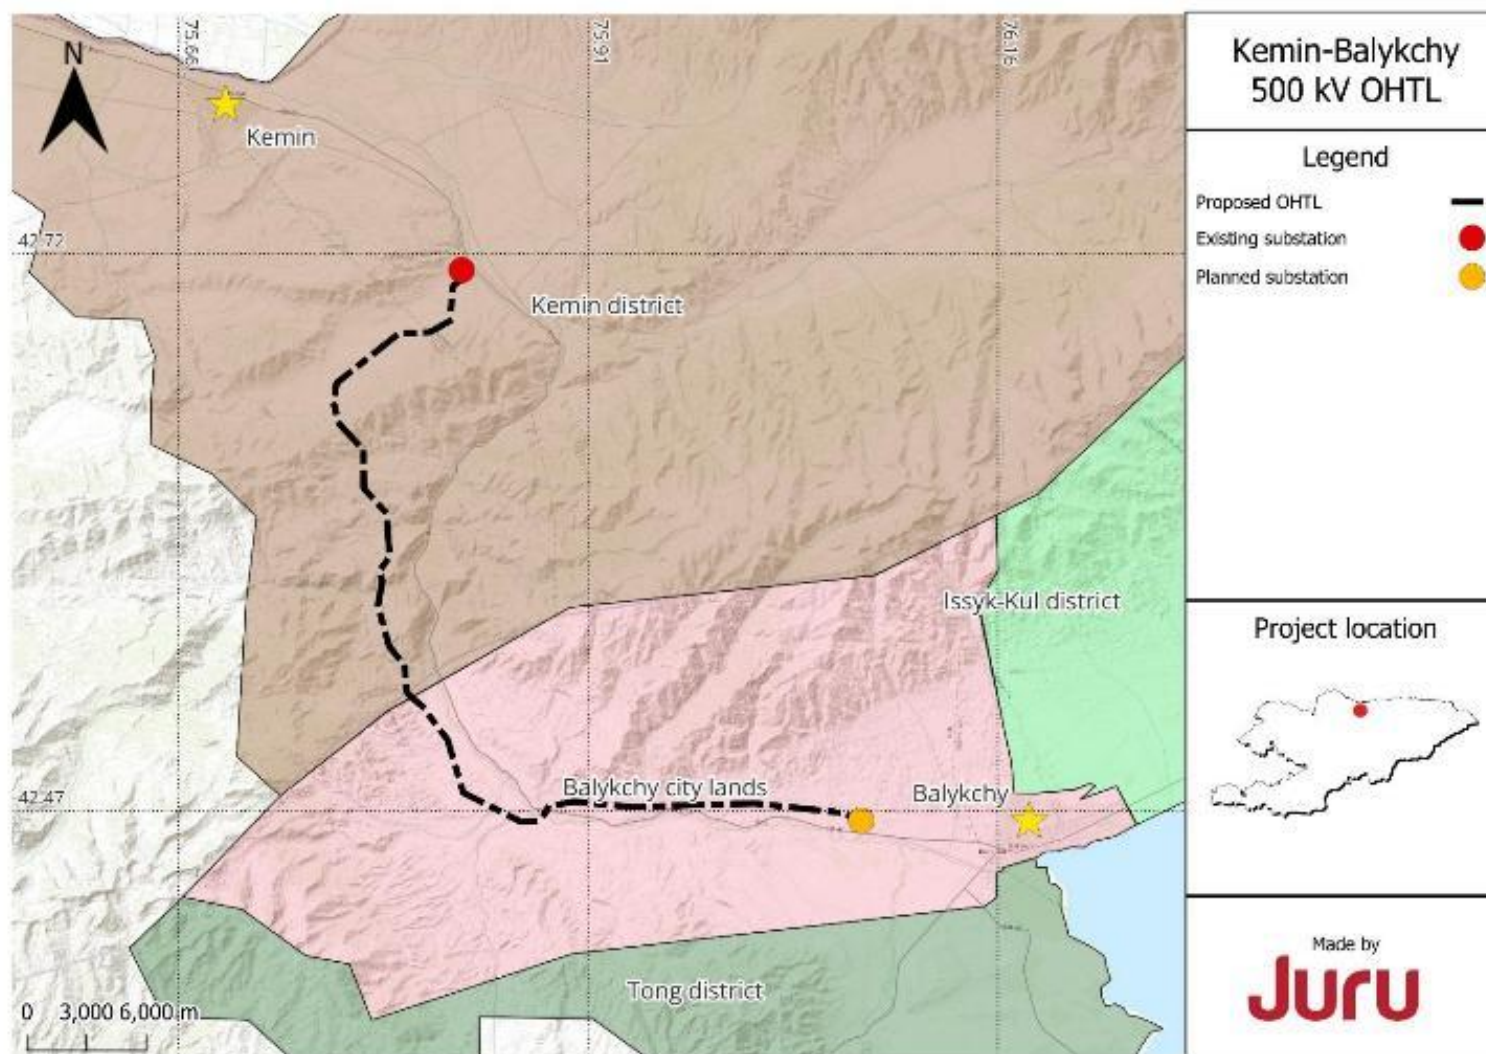 Kemin-Balykchy
500 kV OHTL
Legend
Proposed OHTL
Existing substation
Planned substation
Project location
Made by
Juru
N
75.66
75.91
76.16
Kemin
42.72
Kemin district
Issyk-Kul district
42.47
Balykchy city lands
Balykchy
Tong district
0 3,000 6,000 m